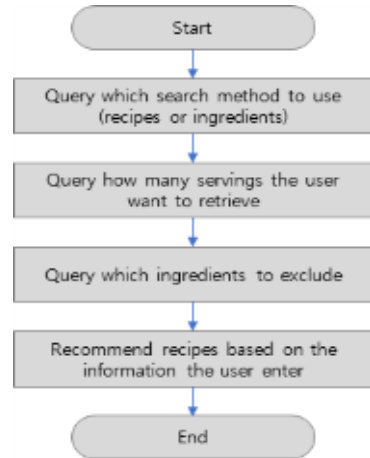 Start
Query which search method to use
(recipes or ingredients)
Query how many servings the user
want to retrieve
Query which ingredients to exclude
Recommend recipes based on the
information the user enter
End